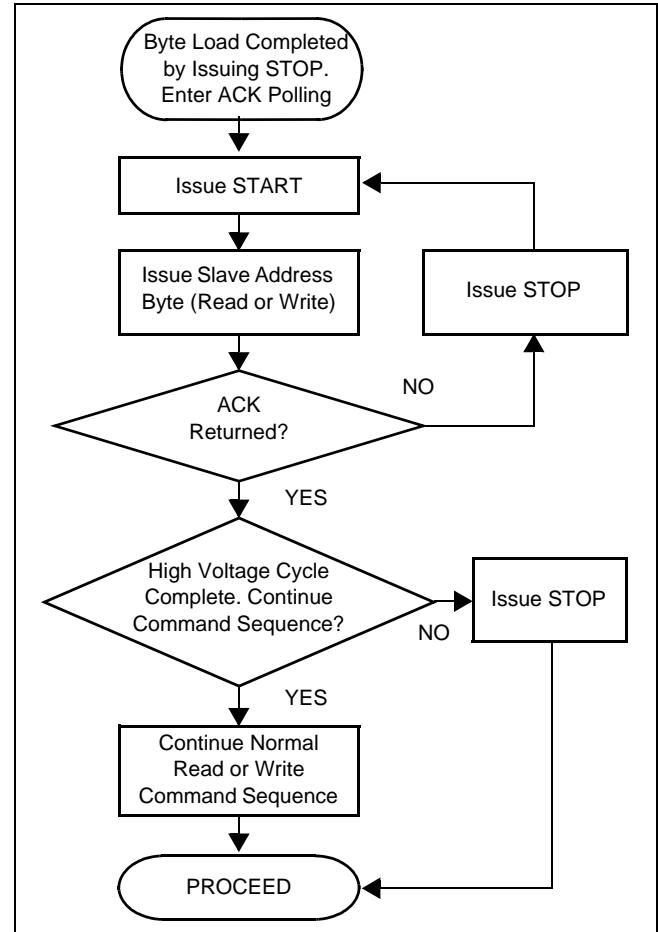 Byte Load Completed
by Issuing STOP.
Enter ACK Polling
Issue START
Issue Slave Address
Byte (Read or Write)
Issue STOP
ACK
Returned?
NO
YES
High Voltage Cycle
Complete. Continue
Command Sequence?
Issue STOP
NO
YES
Continue Normal
Read or Write
Command Sequence
PROCEED